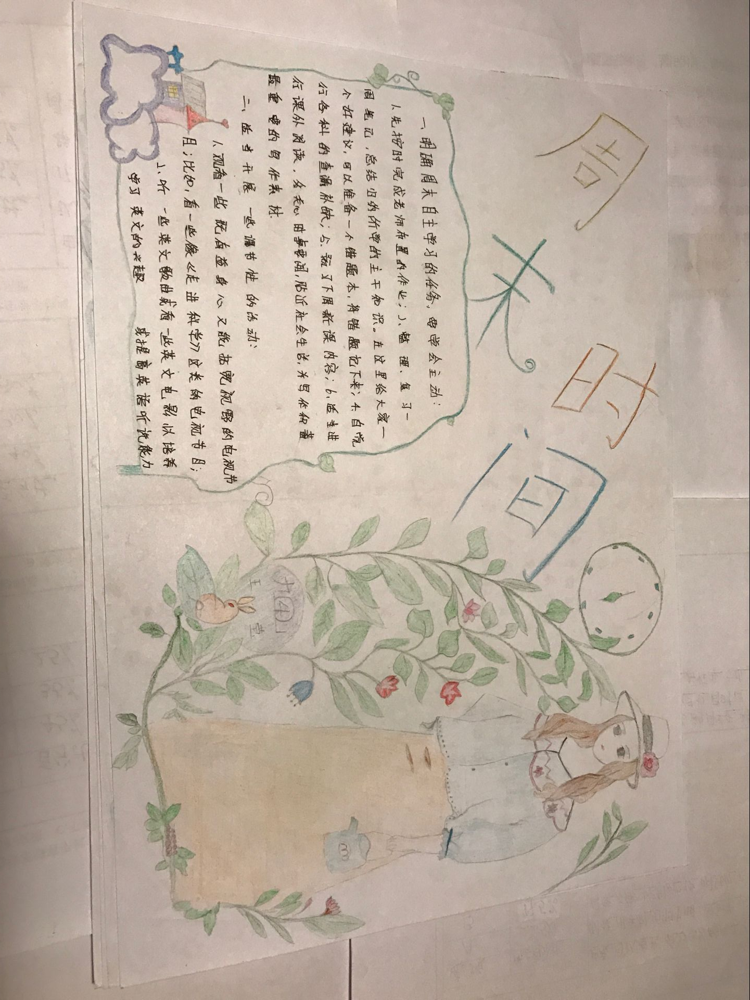 周末时间
一、明确周末自主学习的任务，要学会主动：
1、先按时完成老师布置的作业；2、整理、复习一
周笔记，总结归纳所学的主干知识。在这里给大家一
个好建议，可以准备一个错题本，将错题记下来；4、自觉
行各科的查漏补缺；5、预习下周新课内容；6、适当进
行课外阅读，多关心时事要闻，贴近社会生活，为写作积蓄
最重要的写作素材.
二、适当开展一些调节性的活动：
1、观看一些既有益身心又能拓宽视野的电视节
目；比如，看一些像《走进科学》这类的电视节目；
2、听一些英文歌曲或看一些英文电影以培养
学习英文的兴趣 或提高英语听说能力
九(4)
王 莹
m